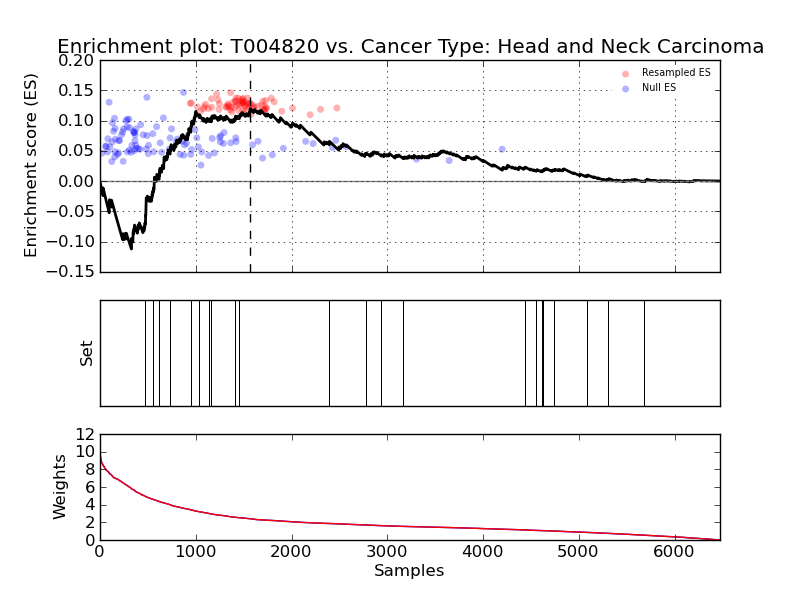 Enrichment plot: T004820 vs. Cancer Type: Head and Neck Carcinoma
Enrichment score (ES)
0.20
0.15
0.10
0.05
0.00
−0.05
−0.10
−0.15
Resampled ES
Null ES
Set
Weights
12
10
8
6
4
2
0
0 1000 2000 3000 4000 5000 6000
Samples